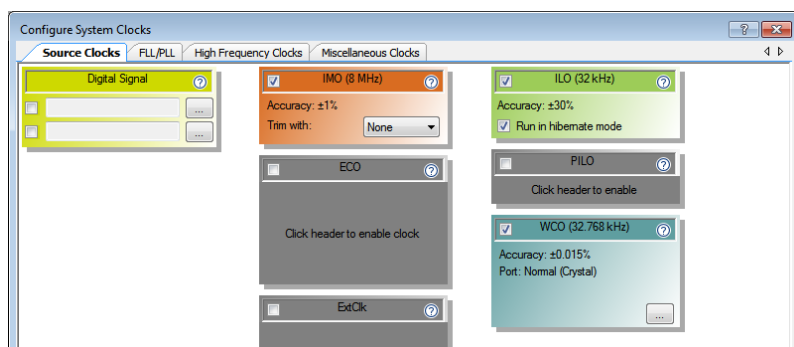 Configure System Clocks
Source Clocks FLL/PLL High Frequency Clocks Miscellaneous Clocks
Digital Signal
...
...
IMO (8 MHz)
Accuracy: ±1%
Trim with: None
ECO
Click header to enable clock
ExtClk
ILO (32 kHz)
Accuracy: ±30%
Run in hibernate mode
PILO
Click header to enable
WCO (32.768 kHz)
Accuracy: ±0.015%
Port: Normal (Crystal)
...